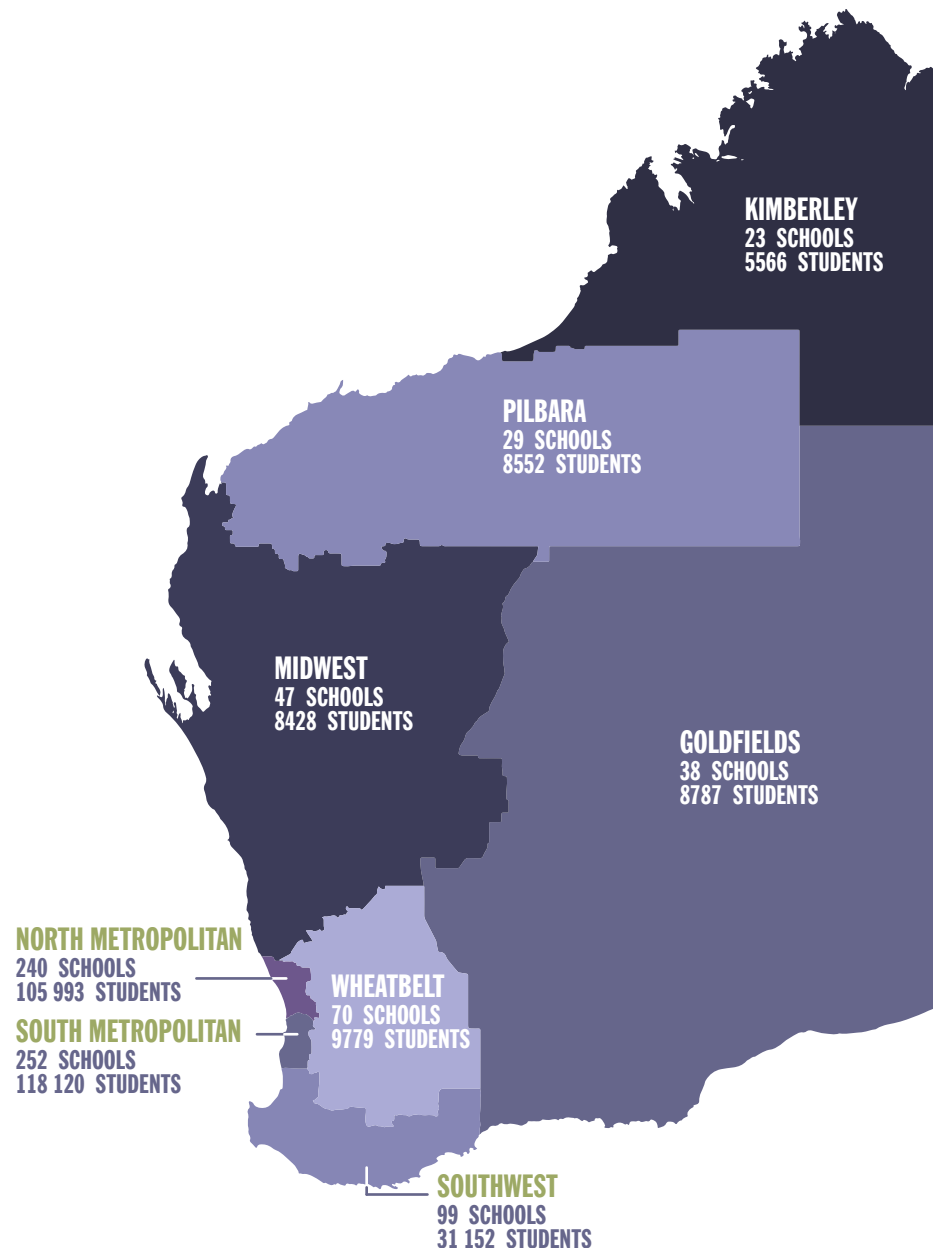 KIMBERLEY
23 SCHOOLS
5566 STUDENTS
PILBARA
29 SCHOOLS
8552 STUDENTS
MIDWEST
47 SCHOOLS
8428 STUDENTS
GOLDFIELDS
38 SCHOOLS
8787 STUDENTS
NORTH METROPOLITAN
240 SCHOOLS
105 993 STUDENTS
WHEATBELT
70 SCHOOLS
9779 STUDENTS
SOUTH METROPOLITAN
252 SCHOOLS
118 120 STUDENTS
SOUTHWEST
99 SCHOOLS
31 152 STUDENTS